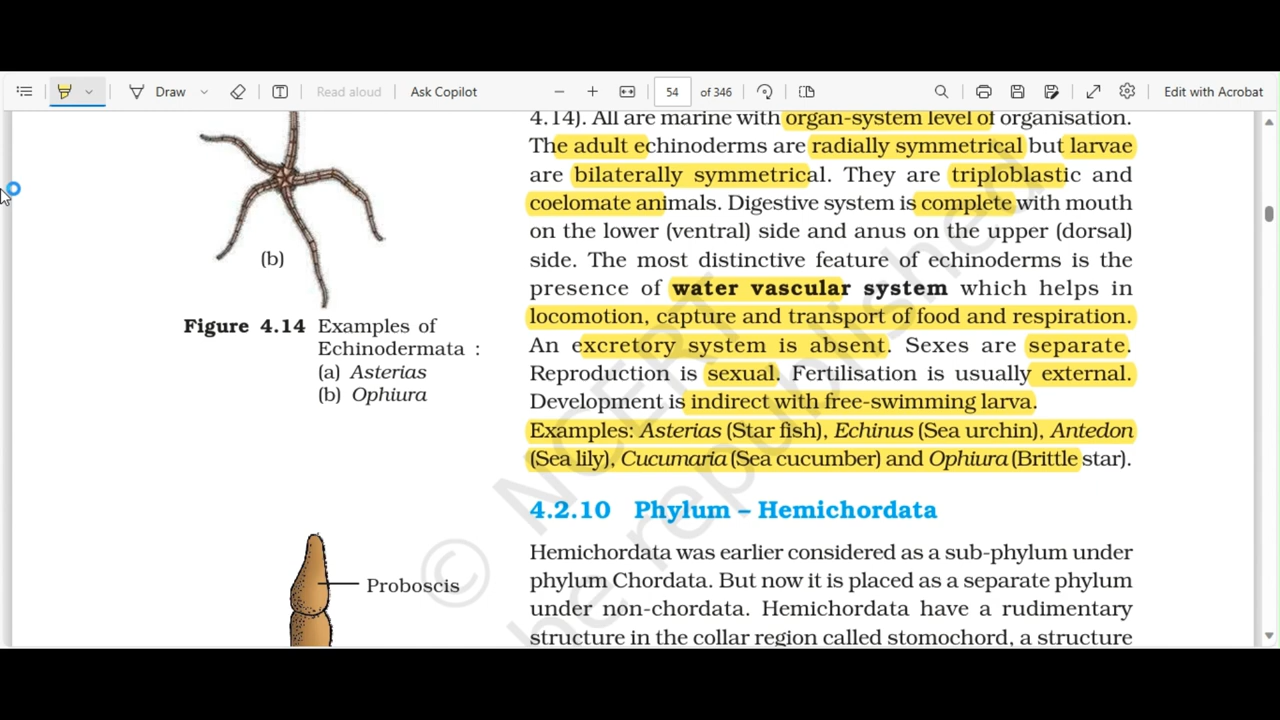 Draw
Read aloud
Ask Copilot
54
of 346
Edit with Acrobat
(b)
Figure 4.14 Examples of
Echinodermata :
(a) Asterias
(b) Ophiura
Proboscis
4.14). All are marine with organ-system level of organisation.
The adult echinoderms are radially symmetrical but larvae
are bilaterally symmetrical. They are triploblastic and
coelomate animals. Digestive system is complete with mouth
on the lower (ventral) side and anus on the upper (dorsal)
side. The most distinctive feature of echinoderms is the
presence of water vascular system which helps in
locomotion, capture and transport of food and respiration.
An excretory system is absent. Sexes are separate.
Reproduction is sexual. Fertilisation is usually external.
Development is indirect with free-swimming larva.
Examples: Asterias (Star fish), Echinus (Sea urchin), Antedon
(Sea lily), Cucumaria (Sea cucumber) and Ophiura (Brittle star).
4.2.10 Phylum – Hemichordata
Hemichordata was earlier considered as a sub-phylum under
phylum Chordata. But now it is placed as a separate phylum
under non-chordata. Hemichordata have a rudimentary
structure in the collar region called stomochord, a structure
© NCERT
be republished